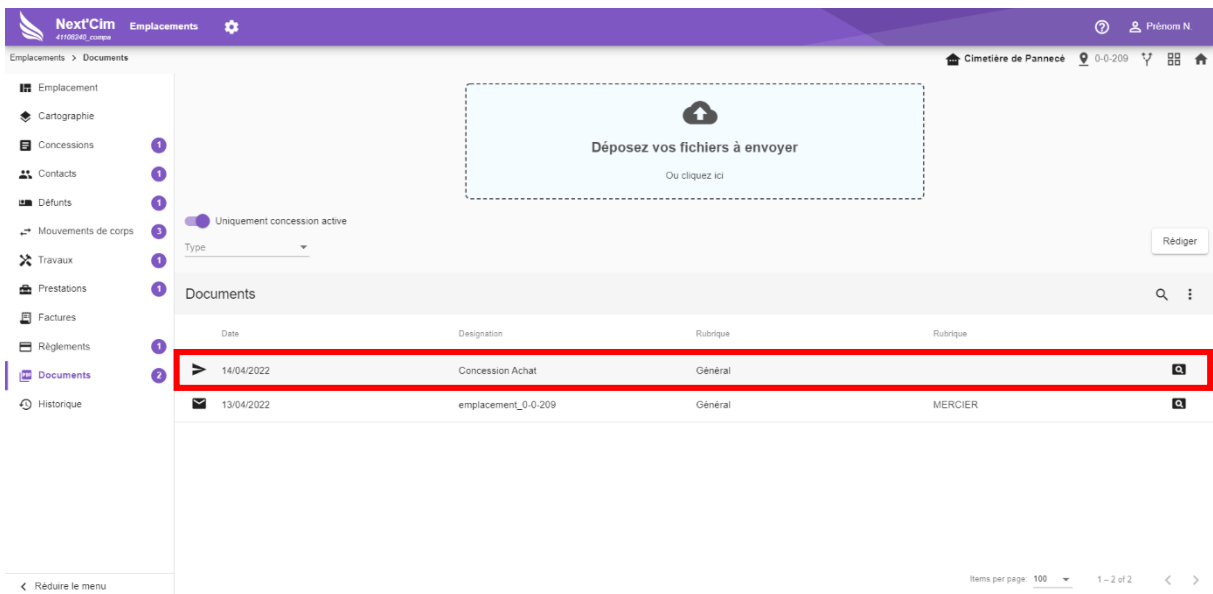 Next'Cim Emplacements
41108240_compa
Prénom N.
Emplacements > Documents
Cimetière de Pannecé 0-0-209
Emplacement
Cartographie
Concessions 1
Contacts 1
Défunts 1
Mouvements de corps 3
Travaux 1
Prestations 1
Factures
Règlements 1
Documents 2
Historique
Réduire le menu
Déposez vos fichiers à envoyer
Ou cliquez ici
Uniquement concession active
Type
Rédiger
Documents
Date Designation Rubrique Rubrique
14/04/2022 Concession Achat Général
13/04/2022 emplacement_0-0-209 Général MERCIER
Items per page: 100 1 – 2 of 2